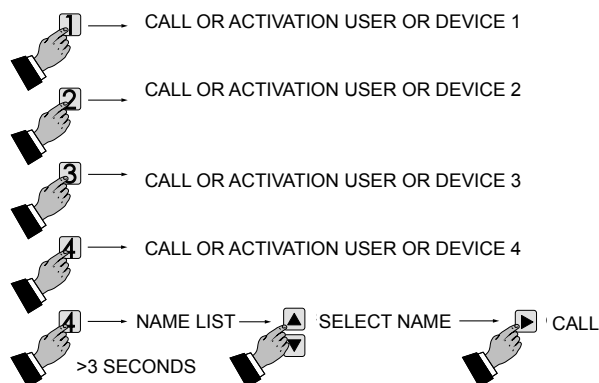 1 → CALL OR ACTIVATION USER OR DEVICE 1
2 → CALL OR ACTIVATION USER OR DEVICE 2
3 → CALL OR ACTIVATION USER OR DEVICE 3
4 → CALL OR ACTIVATION USER OR DEVICE 4
4 → NAME LIST → ▲ ▼ SELECT NAME → ► CALL
>3 SECONDS